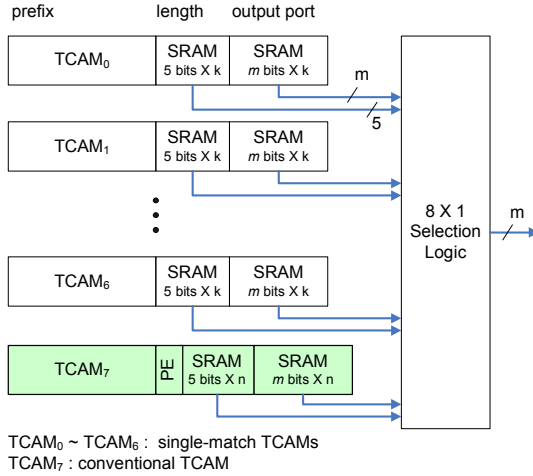 prefix length output port
TCAM₀ SRAM SRAM
5 bits X k m bits X k
m
5
TCAM₁ SRAM SRAM
5 bits X k m bits X k
8 X 1
Selection
Logic
m
TCAM₆ SRAM SRAM
5 bits X k m bits X k
TCAM₇ PE SRAM SRAM
5 bits X n m bits X n
TCAM₀ ~ TCAM₆ : single-match TCAMs
TCAM₇ : conventional TCAM